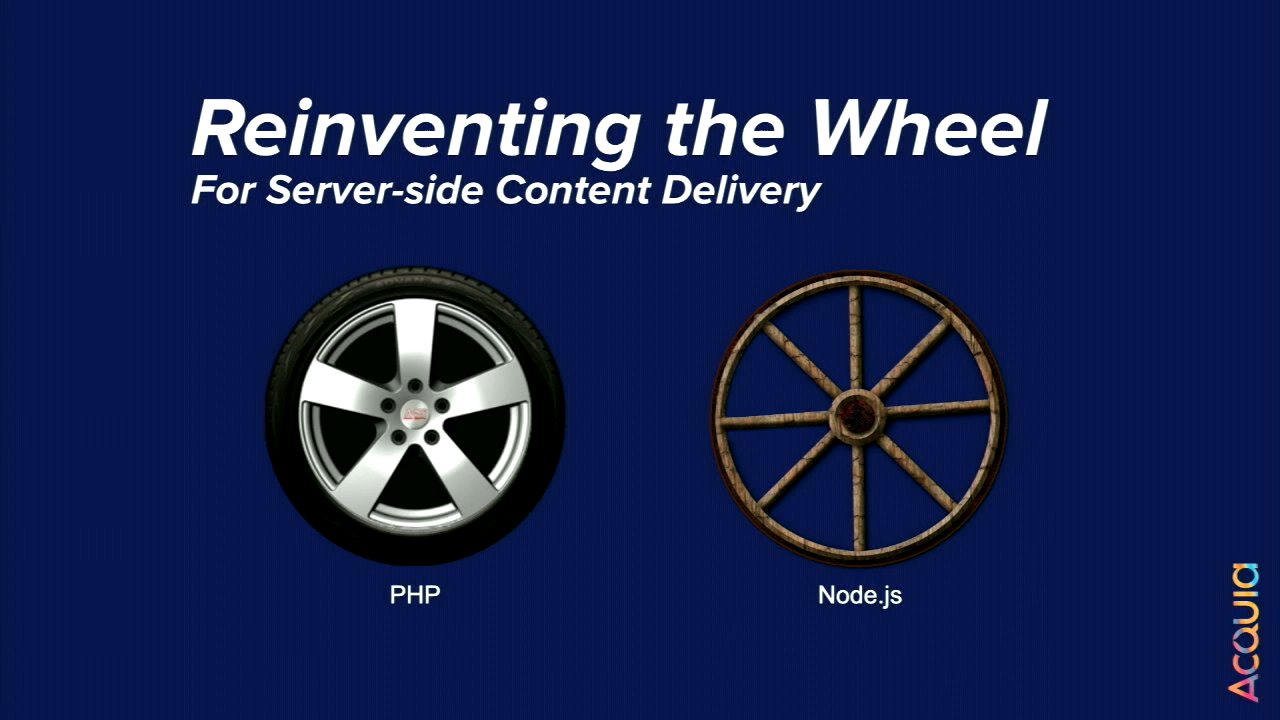 Reinventing the Wheel
For Server-side Content Delivery
PHP
Node.js
ACQUIA